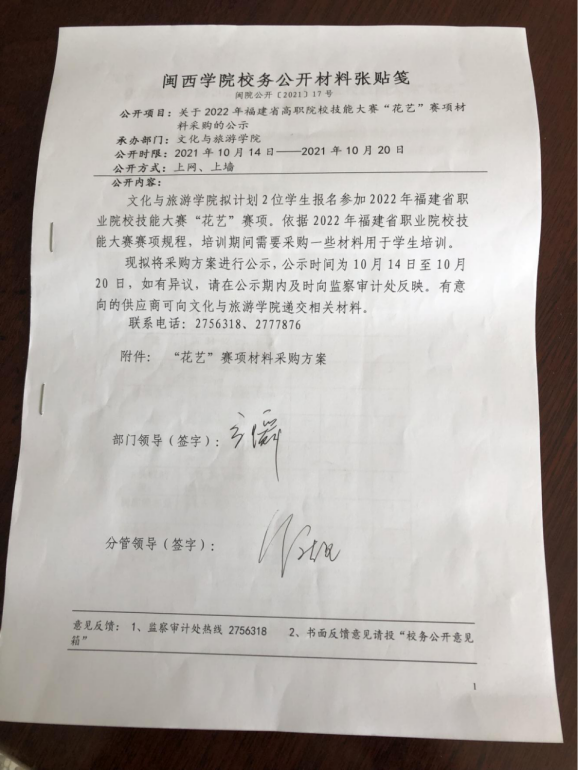 闽西学院校务公开材料张贴笺
闽院公开〔2021〕17号
公开项目：关于2022年福建省高职院校技能大赛“花艺”赛项材
料采购的公示
承办部门：文化与旅游学院
公开时限：2021年10月14日——2021年10月20日
公开方式：上网、上墙
公开内容：
文化与旅游学院拟计划2位学生报名参加2022年福建省职
业院校技能大赛“花艺”赛项。依据2022年福建省职业院校技
能大赛赛项规程，培训期间需要采购一些材料用于学生培训。
现拟将采购方案进行公示，公示时间为10月14日至10月
20日，如有异议，请在公示期内及时向监察审计处反映。有意
向的供应商可向文化与旅游学院递交相关材料。
联系电话：2756318、2777876
附件：“花艺”赛项材料采购方案
部门领导（签字）：
分管领导（签字）：
意见反馈：1、监察审计处热线 2756318 2、书面反馈意见请投“校务公开意见
箱”
1